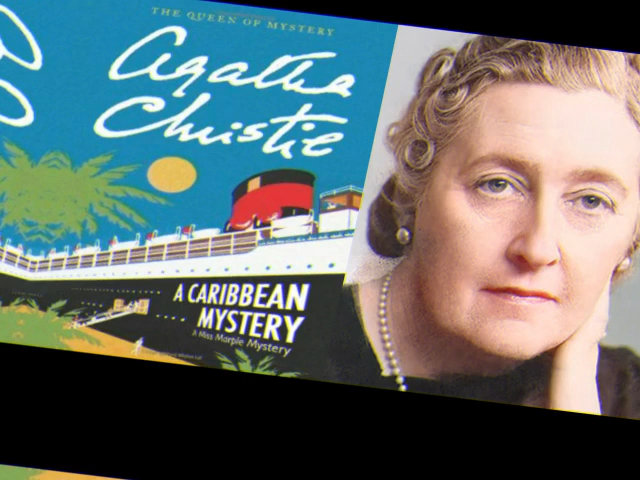 THE QUEEN OF MYSTERY
Agatha
Christie
A CARIBBEAN
MYSTERY
A Miss Marple Mystery